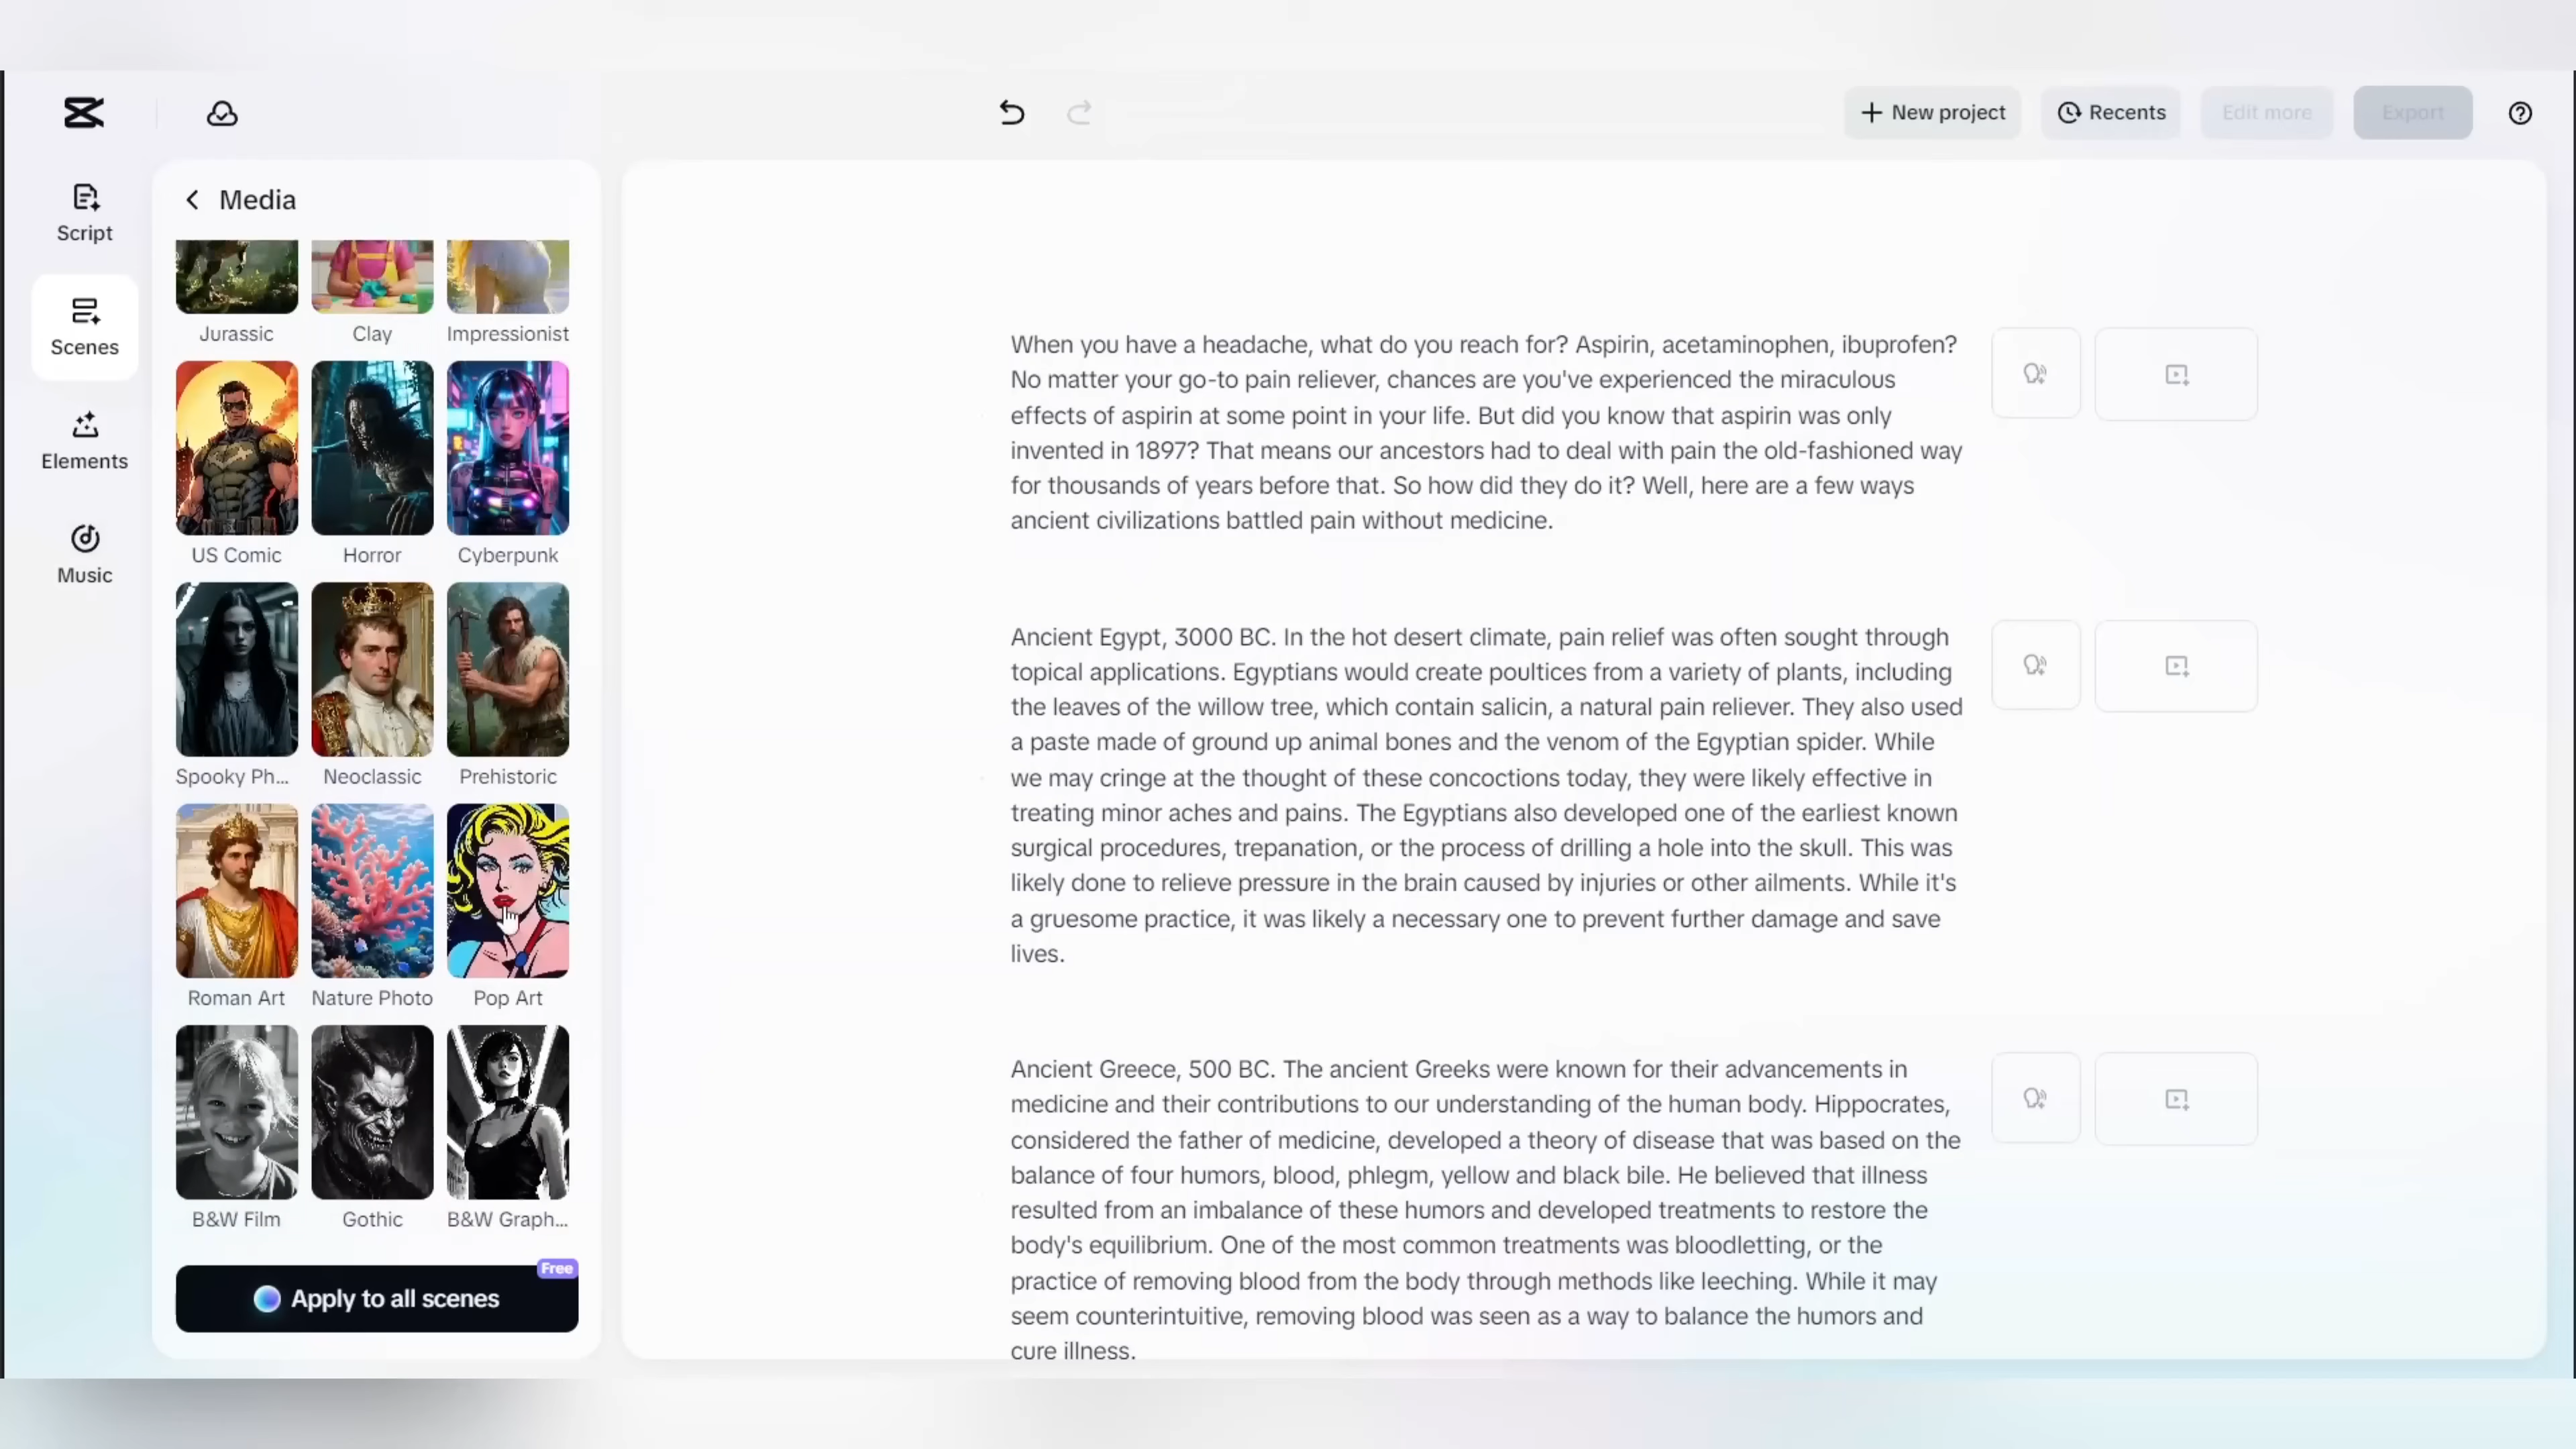 New project
Recents
Edit more
Export
Script
Scenes
Elements
Music
Media
Jurassic
Clay
Impressionist
US Comic
Horror
Cyberpunk
Spooky Ph...
Neoclassic
Prehistoric
Roman Art
Nature Photo
Pop Art
B&W Film
Gothic
B&W Graph...
Free
Apply to all scenes
When you have a headache, what do you reach for? Aspirin, acetaminophen, ibuprofen?
No matter your go-to pain reliever, chances are you've experienced the miraculous
effects of aspirin at some point in your life. But did you know that aspirin was only
invented in 1897? That means our ancestors had to deal with pain the old-fashioned way
for thousands of years before that. So how did they do it? Well, here are a few ways
ancient civilizations battled pain without medicine.
Ancient Egypt, 3000 BC. In the hot desert climate, pain relief was often sought through
topical applications. Egyptians would create poultices from a variety of plants, including
the leaves of the willow tree, which contain salicin, a natural pain reliever. They also used
a paste made of ground up animal bones and the venom of the Egyptian spider. While
we may cringe at the thought of these concoctions today, they were likely effective in
treating minor aches and pains. The Egyptians also developed one of the earliest known
surgical procedures, trepanation, or the process of drilling a hole into the skull. This was
likely done to relieve pressure in the brain caused by injuries or other ailments. While it's
a gruesome practice, it was likely a necessary one to prevent further damage and save
lives.
Ancient Greece, 500 BC. The ancient Greeks were known for their advancements in
medicine and their contributions to our understanding of the human body. Hippocrates,
considered the father of medicine, developed a theory of disease that was based on the
balance of four humors, blood, phlegm, yellow and black bile. He believed that illness
resulted from an imbalance of these humors and developed treatments to restore the
body's equilibrium. One of the most common treatments was bloodletting, or the
practice of removing blood from the body through methods like leeching. While it may
seem counterintuitive, removing blood was seen as a way to balance the humors and
cure illness.